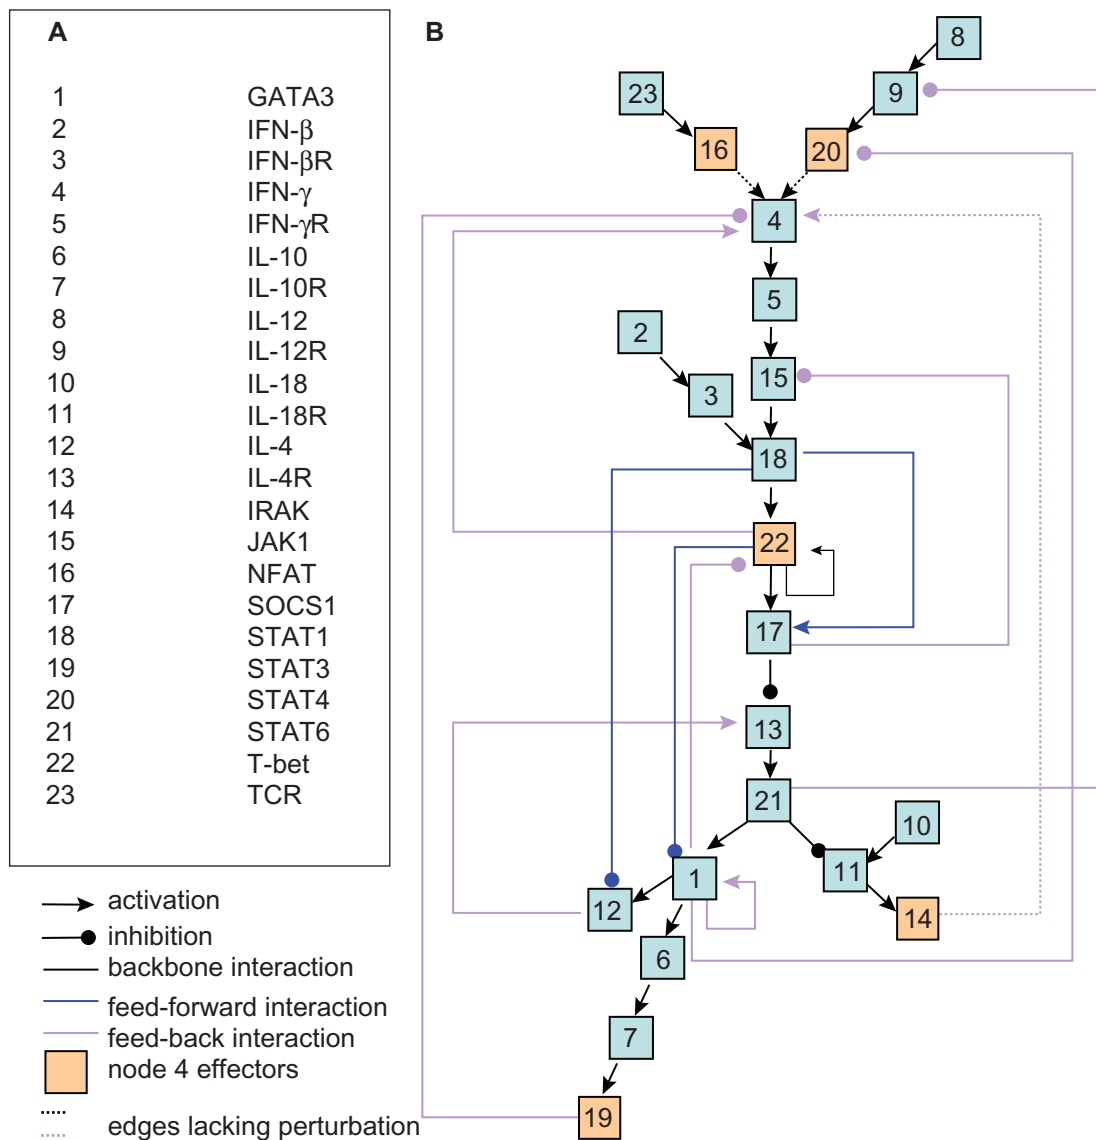 A
1 GATA3
2 IFN-β
3 IFN-βR
4 IFN-γ
5 IFN-γR
6 IL-10
7 IL-10R
8 IL-12
9 IL-12R
10 IL-18
11 IL-18R
12 IL-4
13 IL-4R
14 IRAK
15 JAK1
16 NFAT
17 SOCS1
18 STAT1
19 STAT3
20 STAT4
21 STAT6
22 T-bet
23 TCR
activation
inhibition
backbone interaction
feed-forward interaction
feed-back interaction
node 4 effectors
edges lacking perturbation
B
8
23
9
16
20
4
5
2
15
3
18
22
17
13
21
10
1
11
12
14
6
7
19